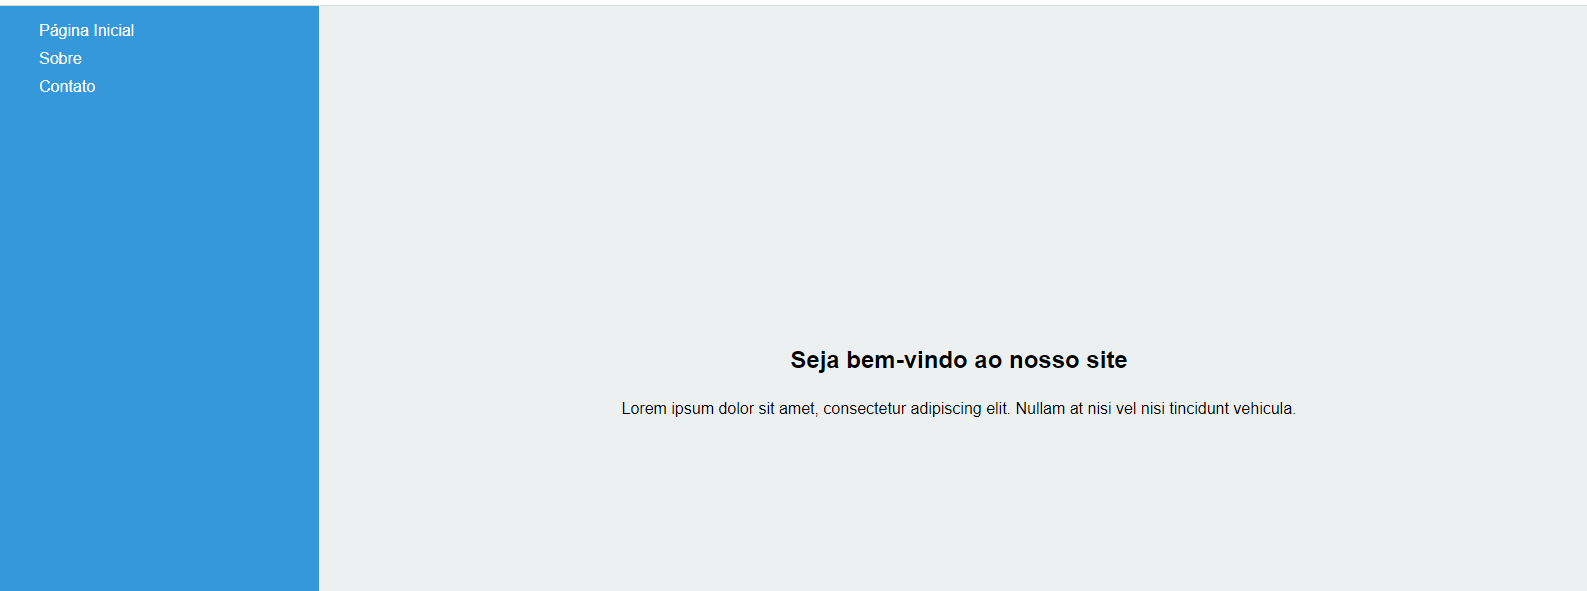 Página Inicial
Sobre
Contato
Seja bem-vindo ao nosso site
Lorem ipsum dolor sit amet, consectetur adipiscing elit. Nullam at nisi vel nisi tincidunt vehicula.